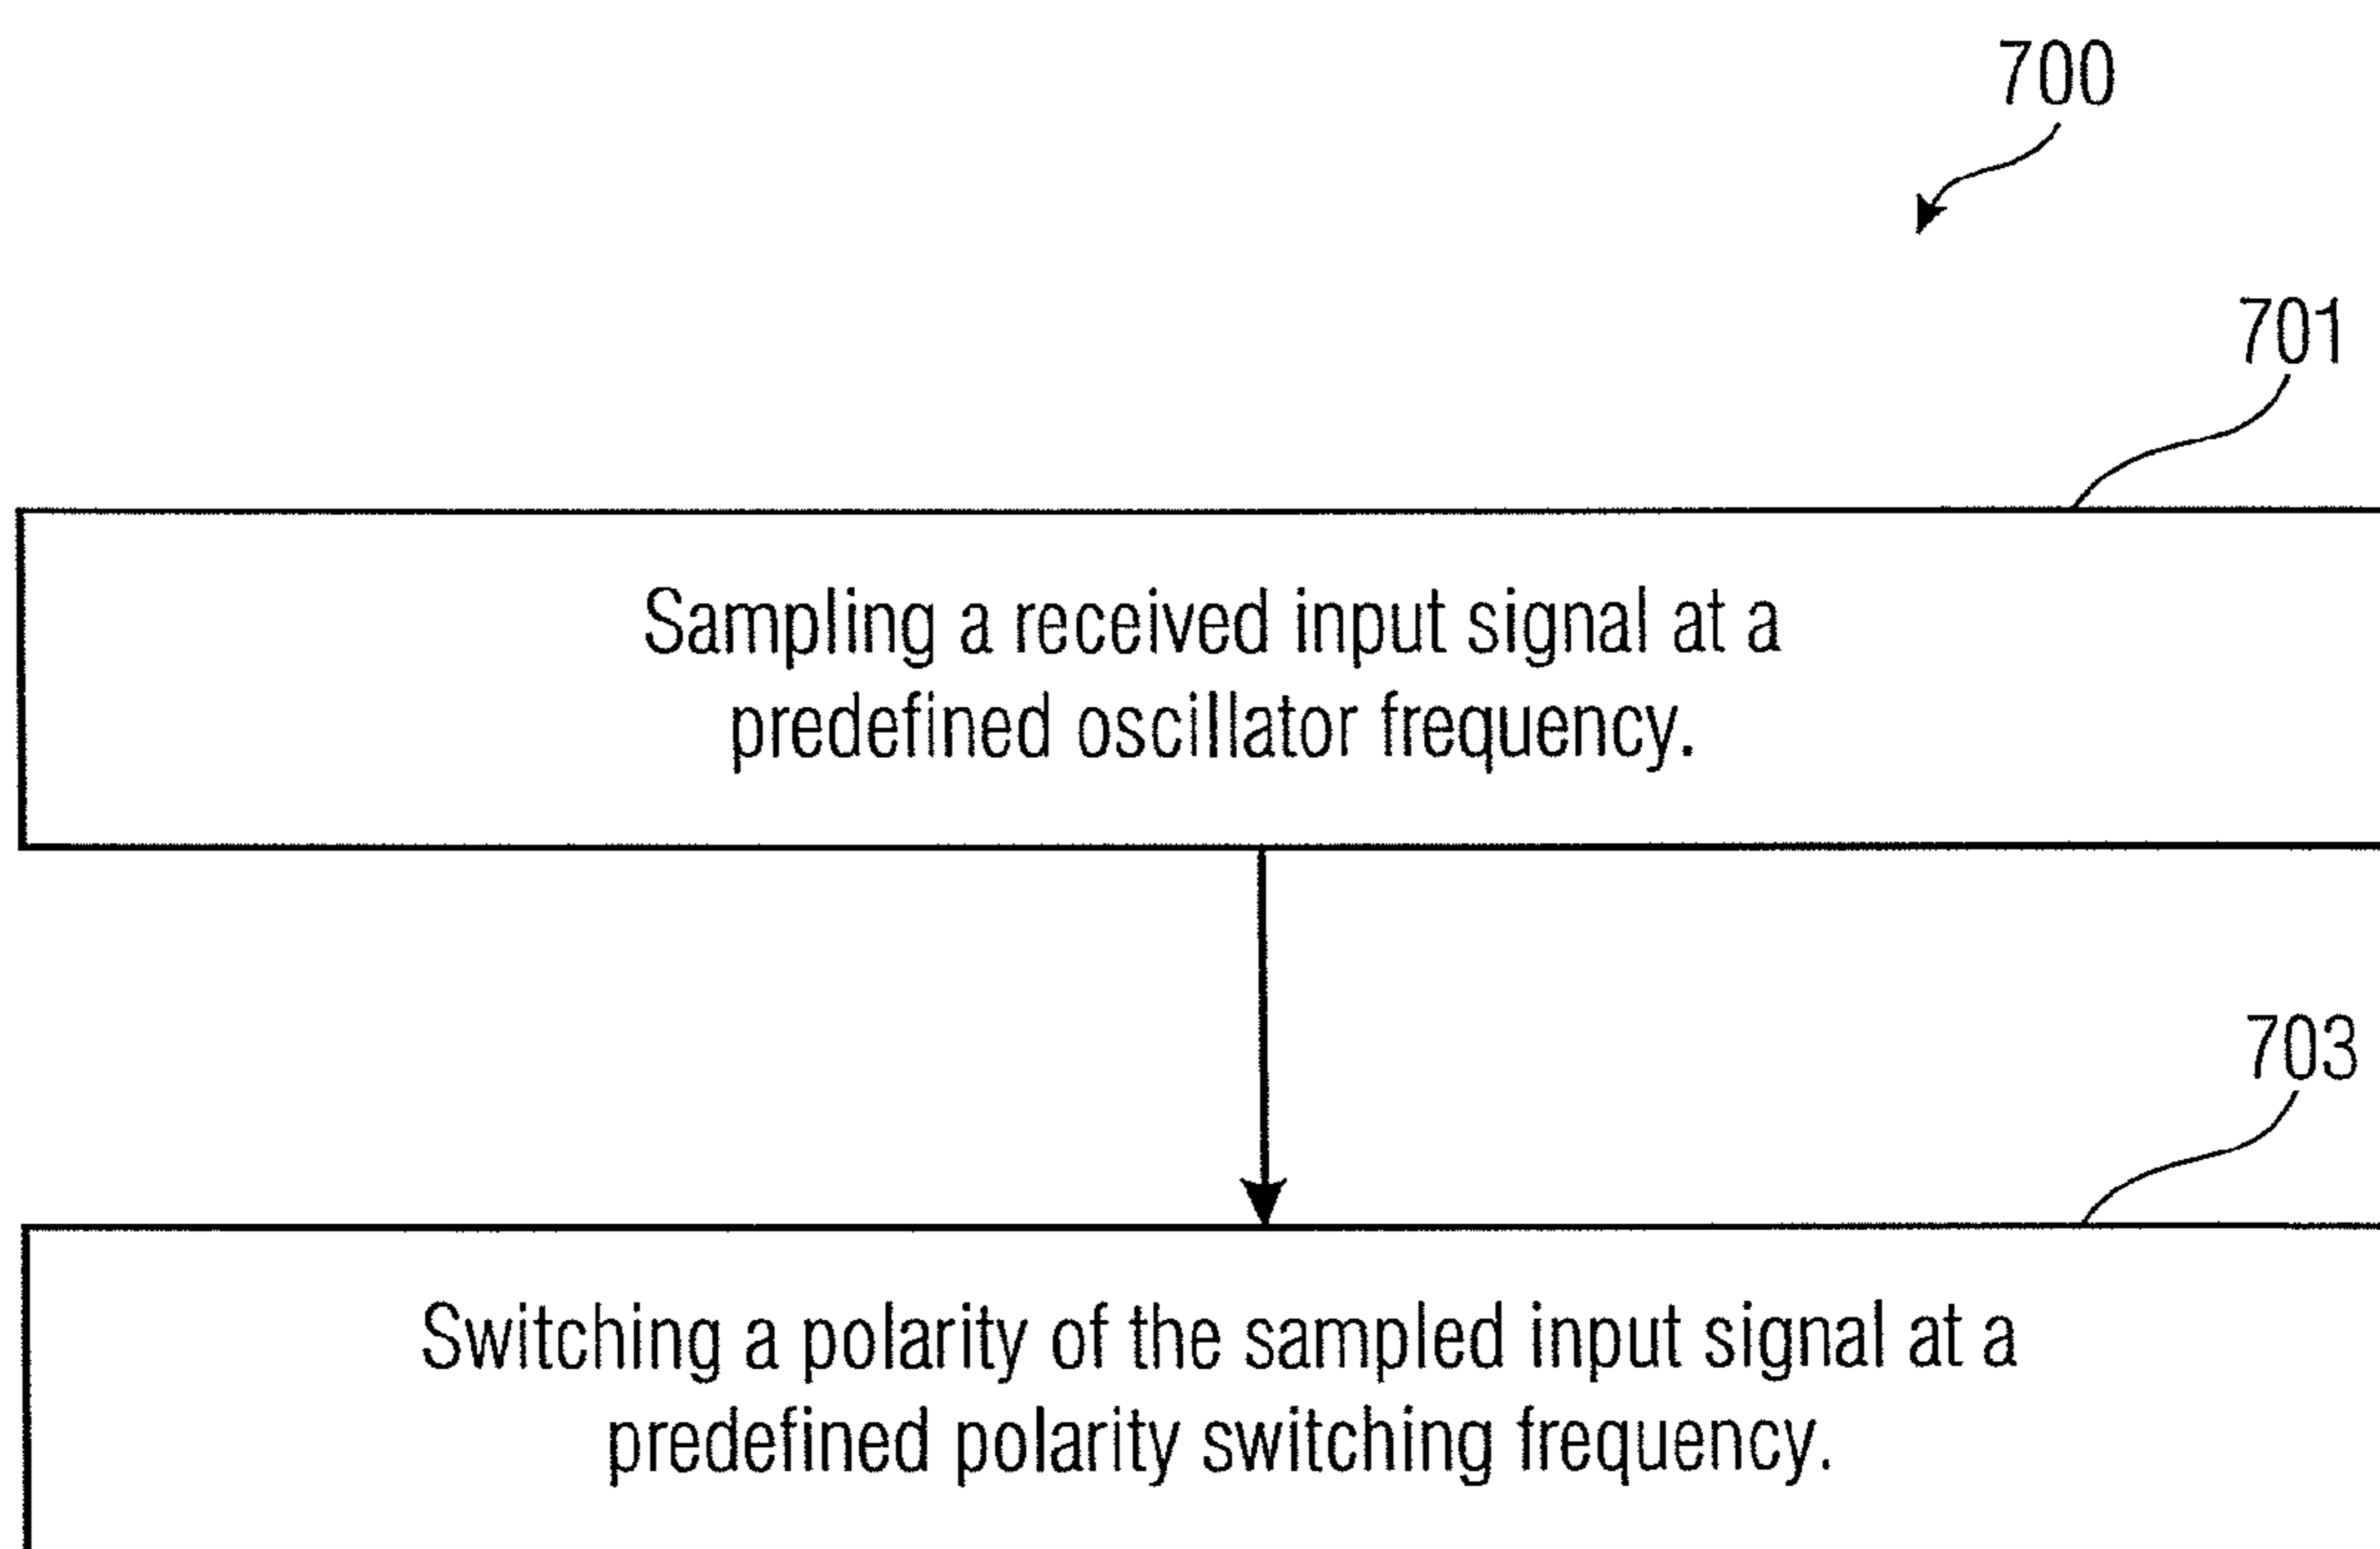 700
701
Sampling a received input signal at a
predefined oscillator frequency.
703
Switching a polarity of the sampled input signal at a
predefined polarity switching frequency.